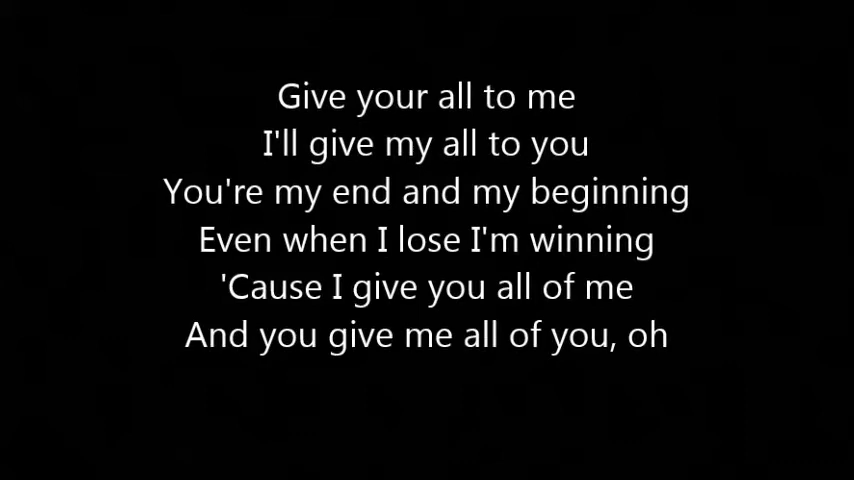 Give your all to me
I'll give my all to you
You're my end and my beginning
Even when I lose I'm winning
'Cause I give you all of me
And you give me all of you, oh